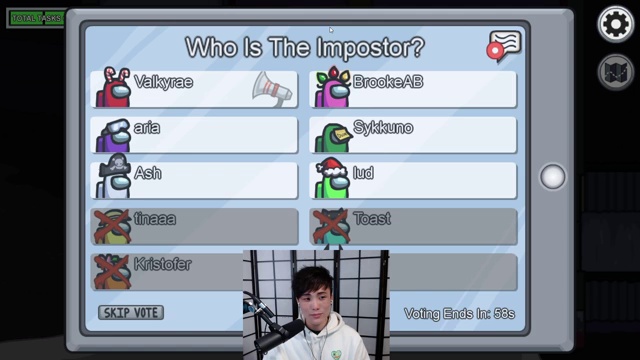 TOTAL TASKS
Who Is The Impostor?
Valkyrae
BrookeAB
aria
Sykkuno
Ash
lud
tinaaa
Toast
Kristofer
SKIP VOTE
Voting Ends In: 58s